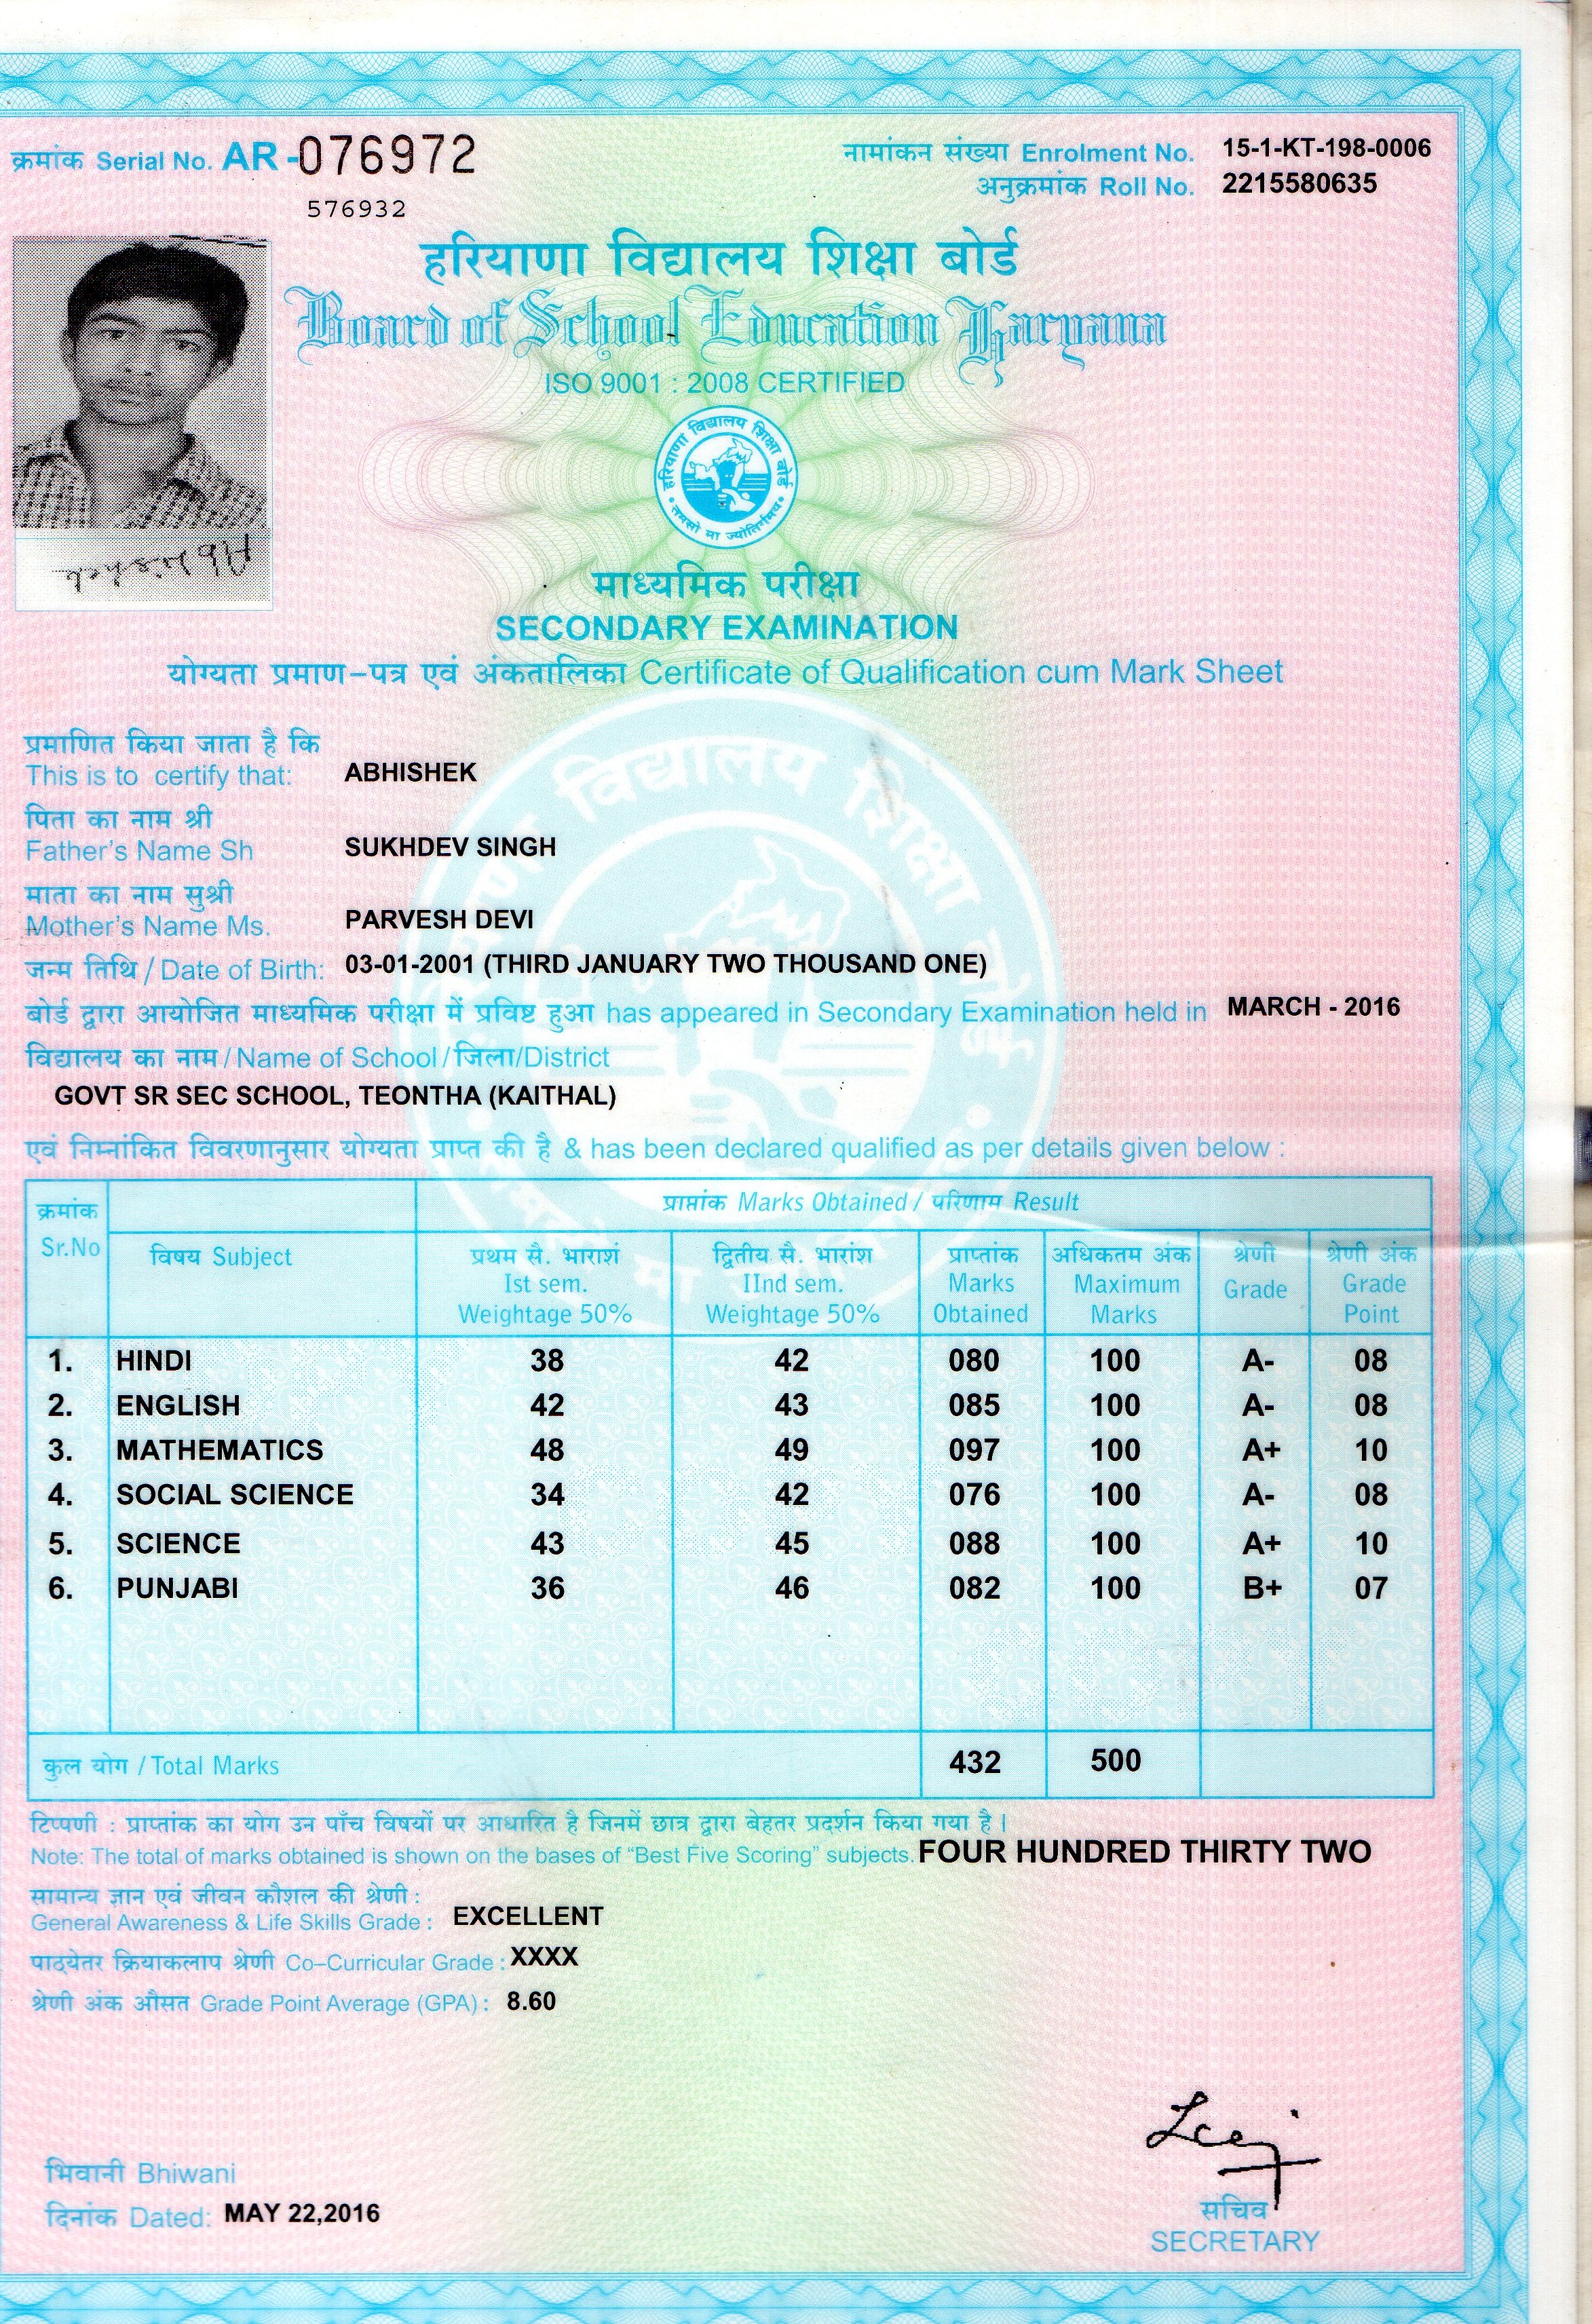 क्रमांक Serial No. AR-076972
576932
नामांकन संख्या Enrolment No. 15-1-KT-198-0006
अनुक्रमांक Roll No. 2215580635
हरियाणा विद्यालय शिक्षा बोर्ड
Board of School Education Haryana
ISO 9001 : 2008 CERTIFIED
हरियाणा विद्यालय शिक्षा बोर्ड
तमसो मा ज्योतिर्गमय
माध्यमिक परीक्षा
SECONDARY EXAMINATION
योग्यता प्रमाण-पत्र एवं अंकतालिका Certificate of Qualification cum Mark Sheet
प्रमाणित किया जाता है कि
This is to certify that: ABHISHEK
पिता का नाम श्री
Father's Name Sh SUKHDEV SINGH
माता का नाम सुश्री
Mother's Name Ms. PARVESH DEVI
जन्म तिथि / Date of Birth: 03-01-2001 (THIRD JANUARY TWO THOUSAND ONE)
बोर्ड द्वारा आयोजित माध्यमिक परीक्षा में प्रविष्ट हुआ has appeared in Secondary Examination held in MARCH - 2016
विद्यालय का नाम/Name of School/जिला/District
GOVT SR SEC SCHOOL, TEONTHA (KAITHAL)
एवं निम्नांकित विवरणानुसार योग्यता प्राप्त की है & has been declared qualified as per details given below :
क्रमांक प्राप्तांक Marks Obtained / परिणाम Result
Sr.No विषय Subject प्रथम सै. भाराशं द्वितीय सै. भारांश प्राप्तांक अधिकतम अंक श्रेणी श्रेणी अंक
Ist sem. IInd sem. Marks Maximum Grade Grade
Weightage 50% Weightage 50% Obtained Marks Point
1. HINDI 38 42 080 100 A- 08
2. ENGLISH 42 43 085 100 A- 08
3. MATHEMATICS 48 49 097 100 A+ 10
4. SOCIAL SCIENCE 34 42 076 100 A- 08
5. SCIENCE 43 45 088 100 A+ 10
6. PUNJABI 36 46 082 100 B+ 07
कुल योग / Total Marks 432 500
टिप्पणी : प्राप्तांक का योग उन पाँच विषयों पर आधारित है जिनमें छात्र द्वारा बेहतर प्रदर्शन किया गया है।
Note: The total of marks obtained is shown on the bases of "Best Five Scoring" subjects. FOUR HUNDRED THIRTY TWO
सामान्य ज्ञान एवं जीवन कौशल की श्रेणी :
General Awareness & Life Skills Grade : EXCELLENT
पाठ्येतर क्रियाकलाप श्रेणी Co-Curricular Grade : XXXX
श्रेणी अंक औसत Grade Point Average (GPA) : 8.60
भिवानी Bhiwani
दिनांक Dated: MAY 22,2016
सचिव
SECRETARY